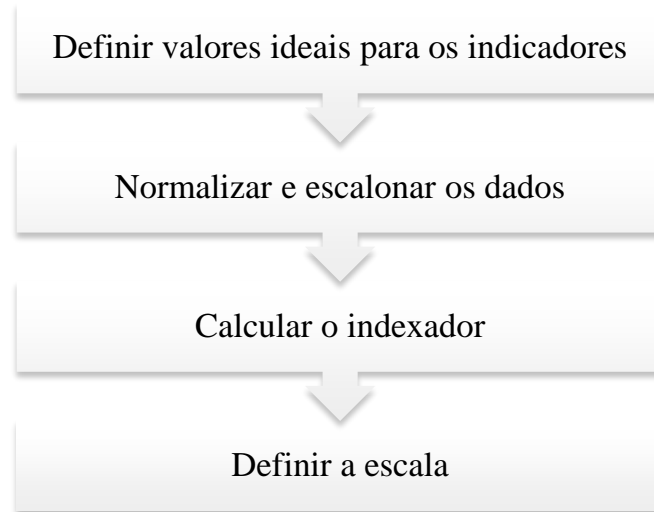 Definir valores ideais para os indicadores
Normalizar e escalonar os dados
Calcular o indexador
Definir a escala